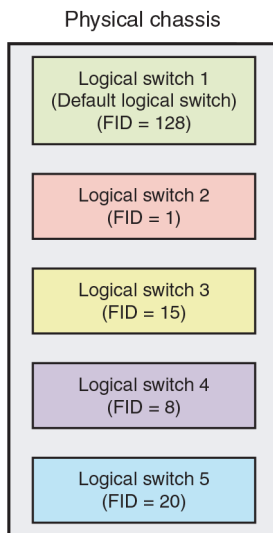 Physical chassis
Logical switch 1
(Default logical switch)
(FID = 128)
Logical switch 2
(FID = 1)
Logical switch 3
(FID = 15)
Logical switch 4
(FID = 8)
Logical switch 5
(FID = 20)